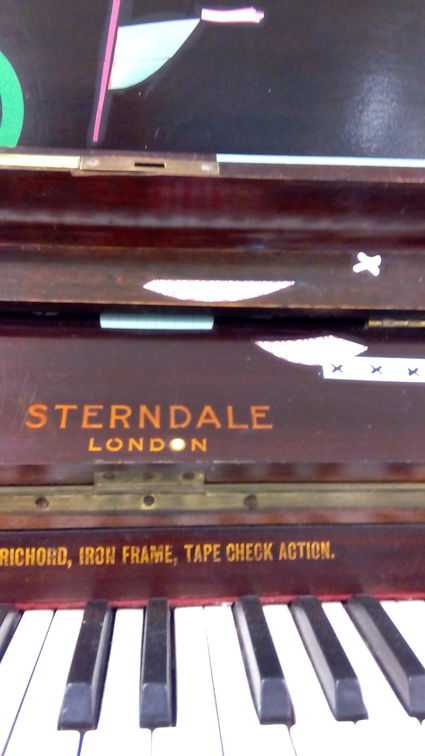 STERNDALE
LONDON
RICHORD, IRON FRAME, TAPE CHECK ACTION.